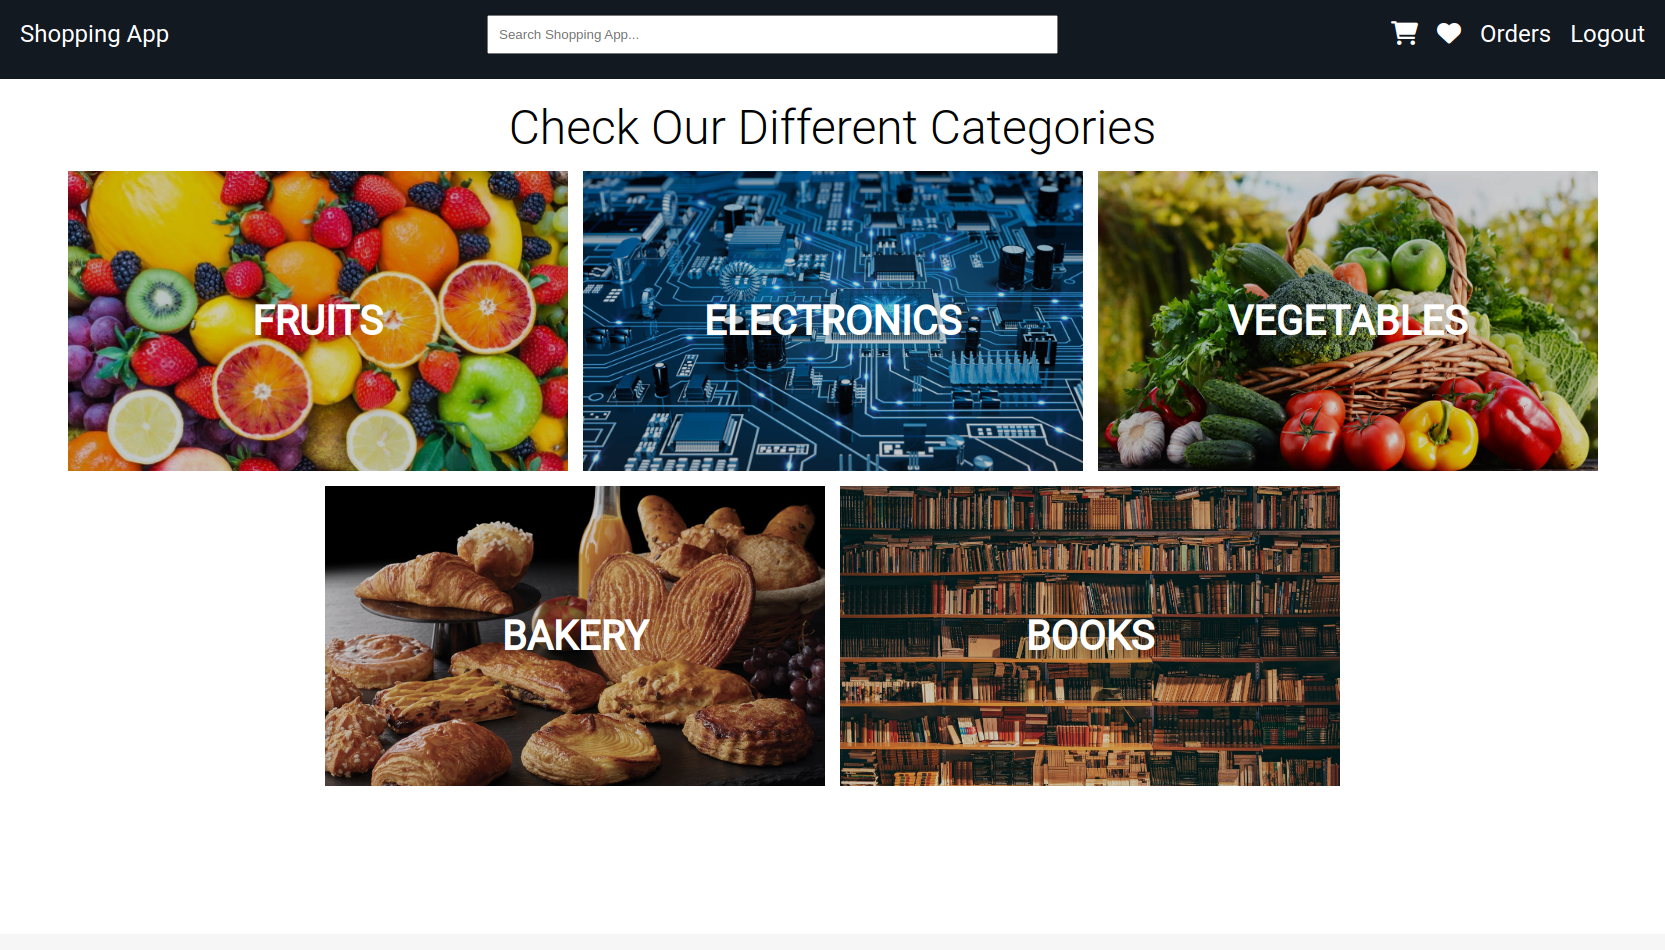 Shopping App
Search Shopping App...
Orders
Logout
Check Our Different Categories
FRUITS
ELECTRONICS
VEGETABLES
BAKERY
BOOKS